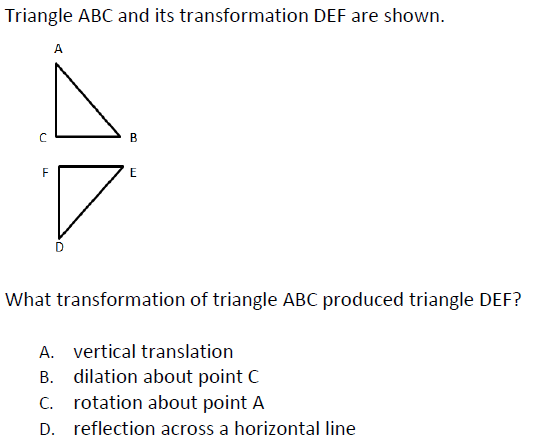 Triangle ABC and its transformation DEF are shown.
A
C B
F E
D
What transformation of triangle ABC produced triangle DEF?
A. vertical translation
B. dilation about point C
C. rotation about point A
D. reflection across a horizontal line